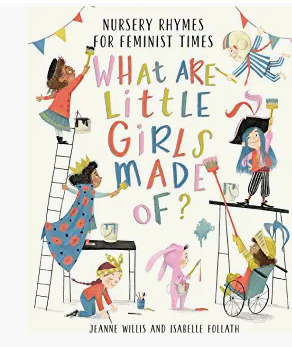 NURSERY RHYMES
FOR FEMINIST TIMES
WHAT ARE
LITTLE
GIRLS
MADE
OF?
JEANNE WILLIS AND ISABELLE FOLLATH